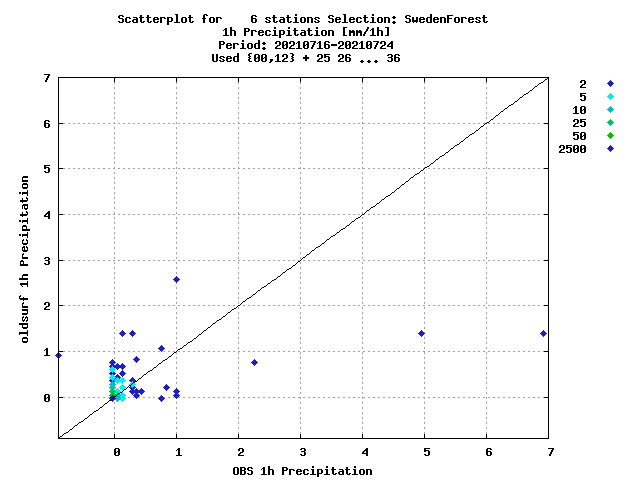 Scatterplot for    6 stations Selection: SwedenForest
1h Precipitation [mm/1h]
Period: 20210716-20210724
Used {00,12} + 25 26 ... 36
7
6
5
4
3
2
1
0
oldsurf 1h Precipitation
0 1 2 3 4 5 6 7
OBS 1h Precipitation
2
5
10
25
50
2500